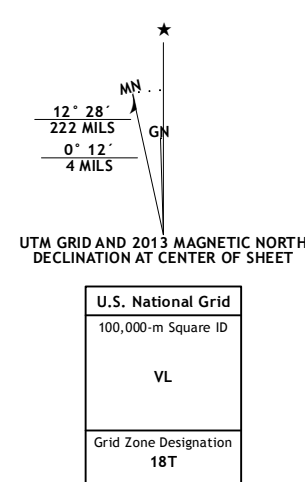 ★
MN
12° 28´
222 MILS
GN
0° 12´
4 MILS
UTM GRID AND 2013 MAGNETIC NORTH
DECLINATION AT CENTER OF SHEET
U.S. National Grid
100,000-m Square ID
VL
Grid Zone Designation
18T